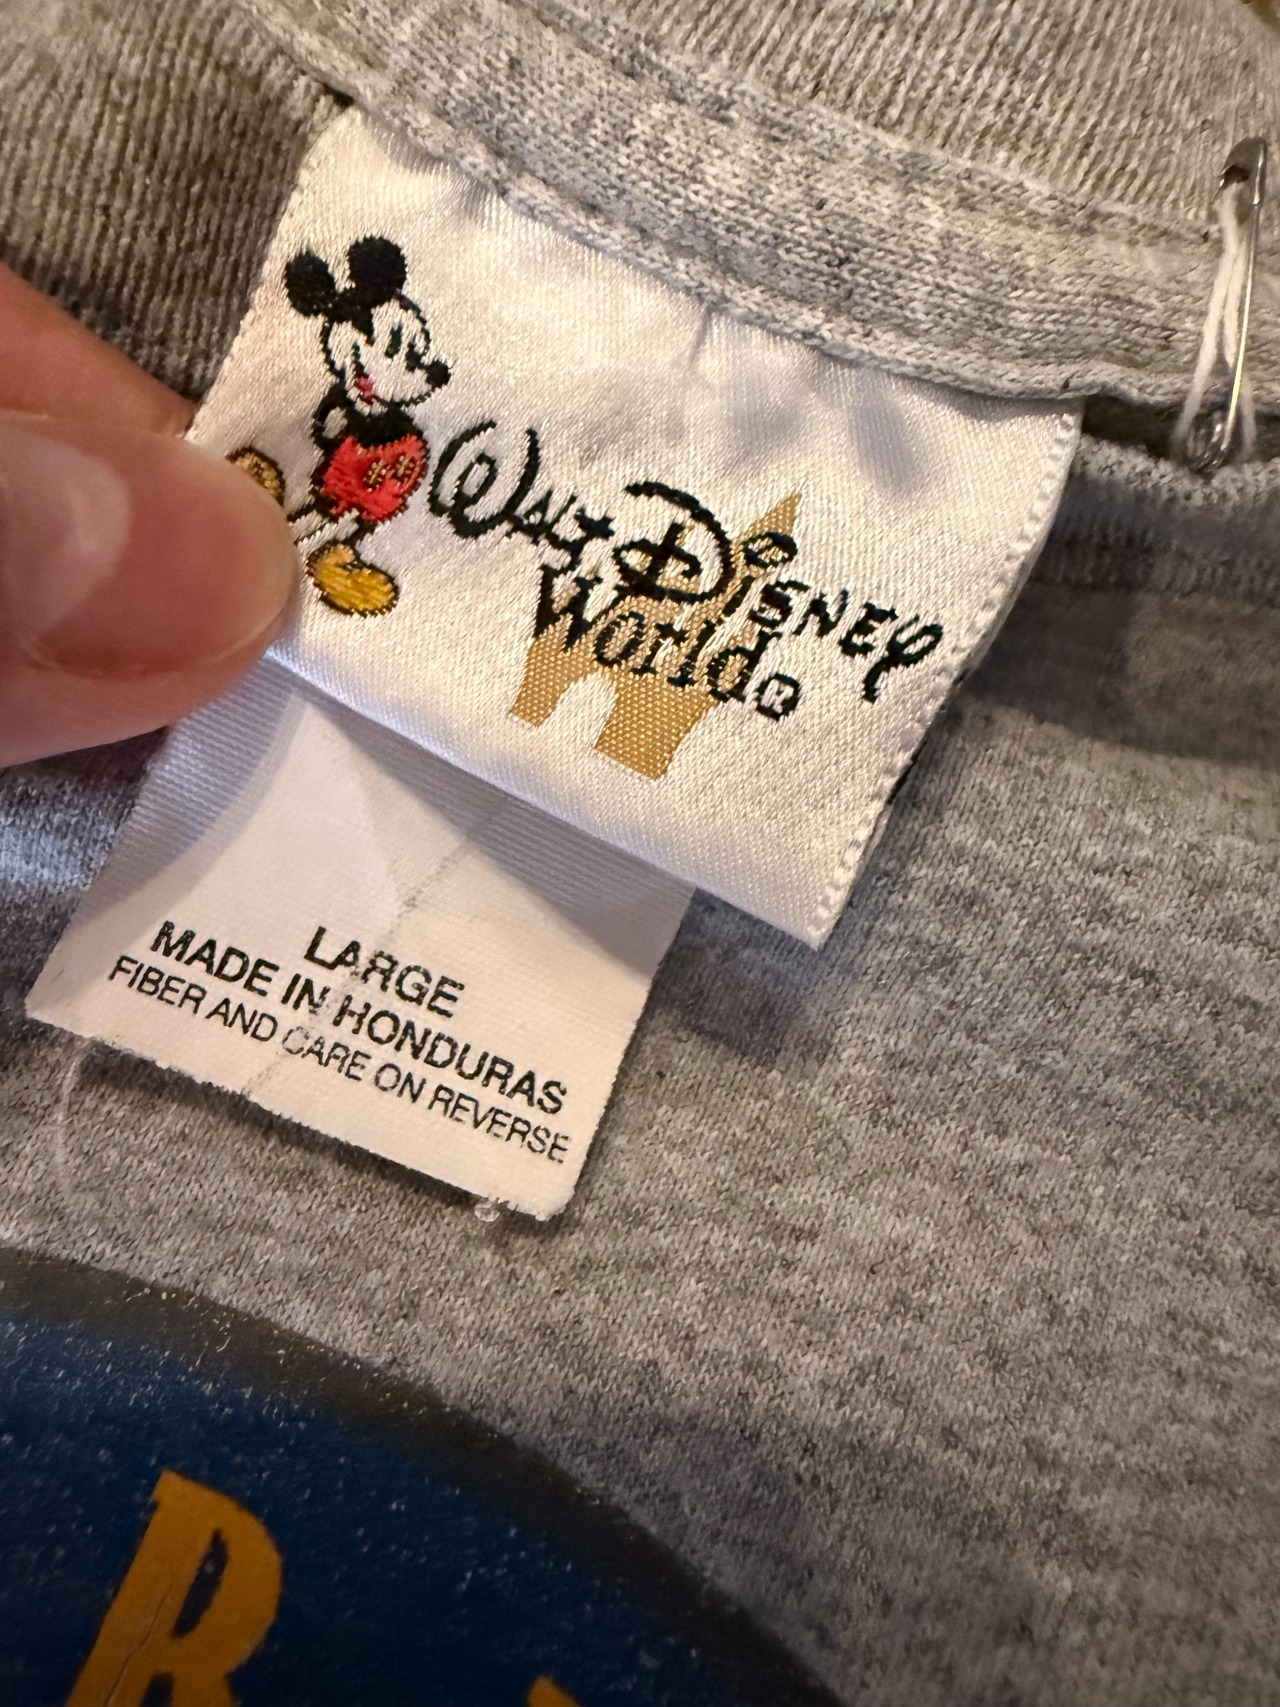 Walt Disney
World®
LARGE
MADE IN HONDURAS
FIBER AND CARE ON REVERSE
R